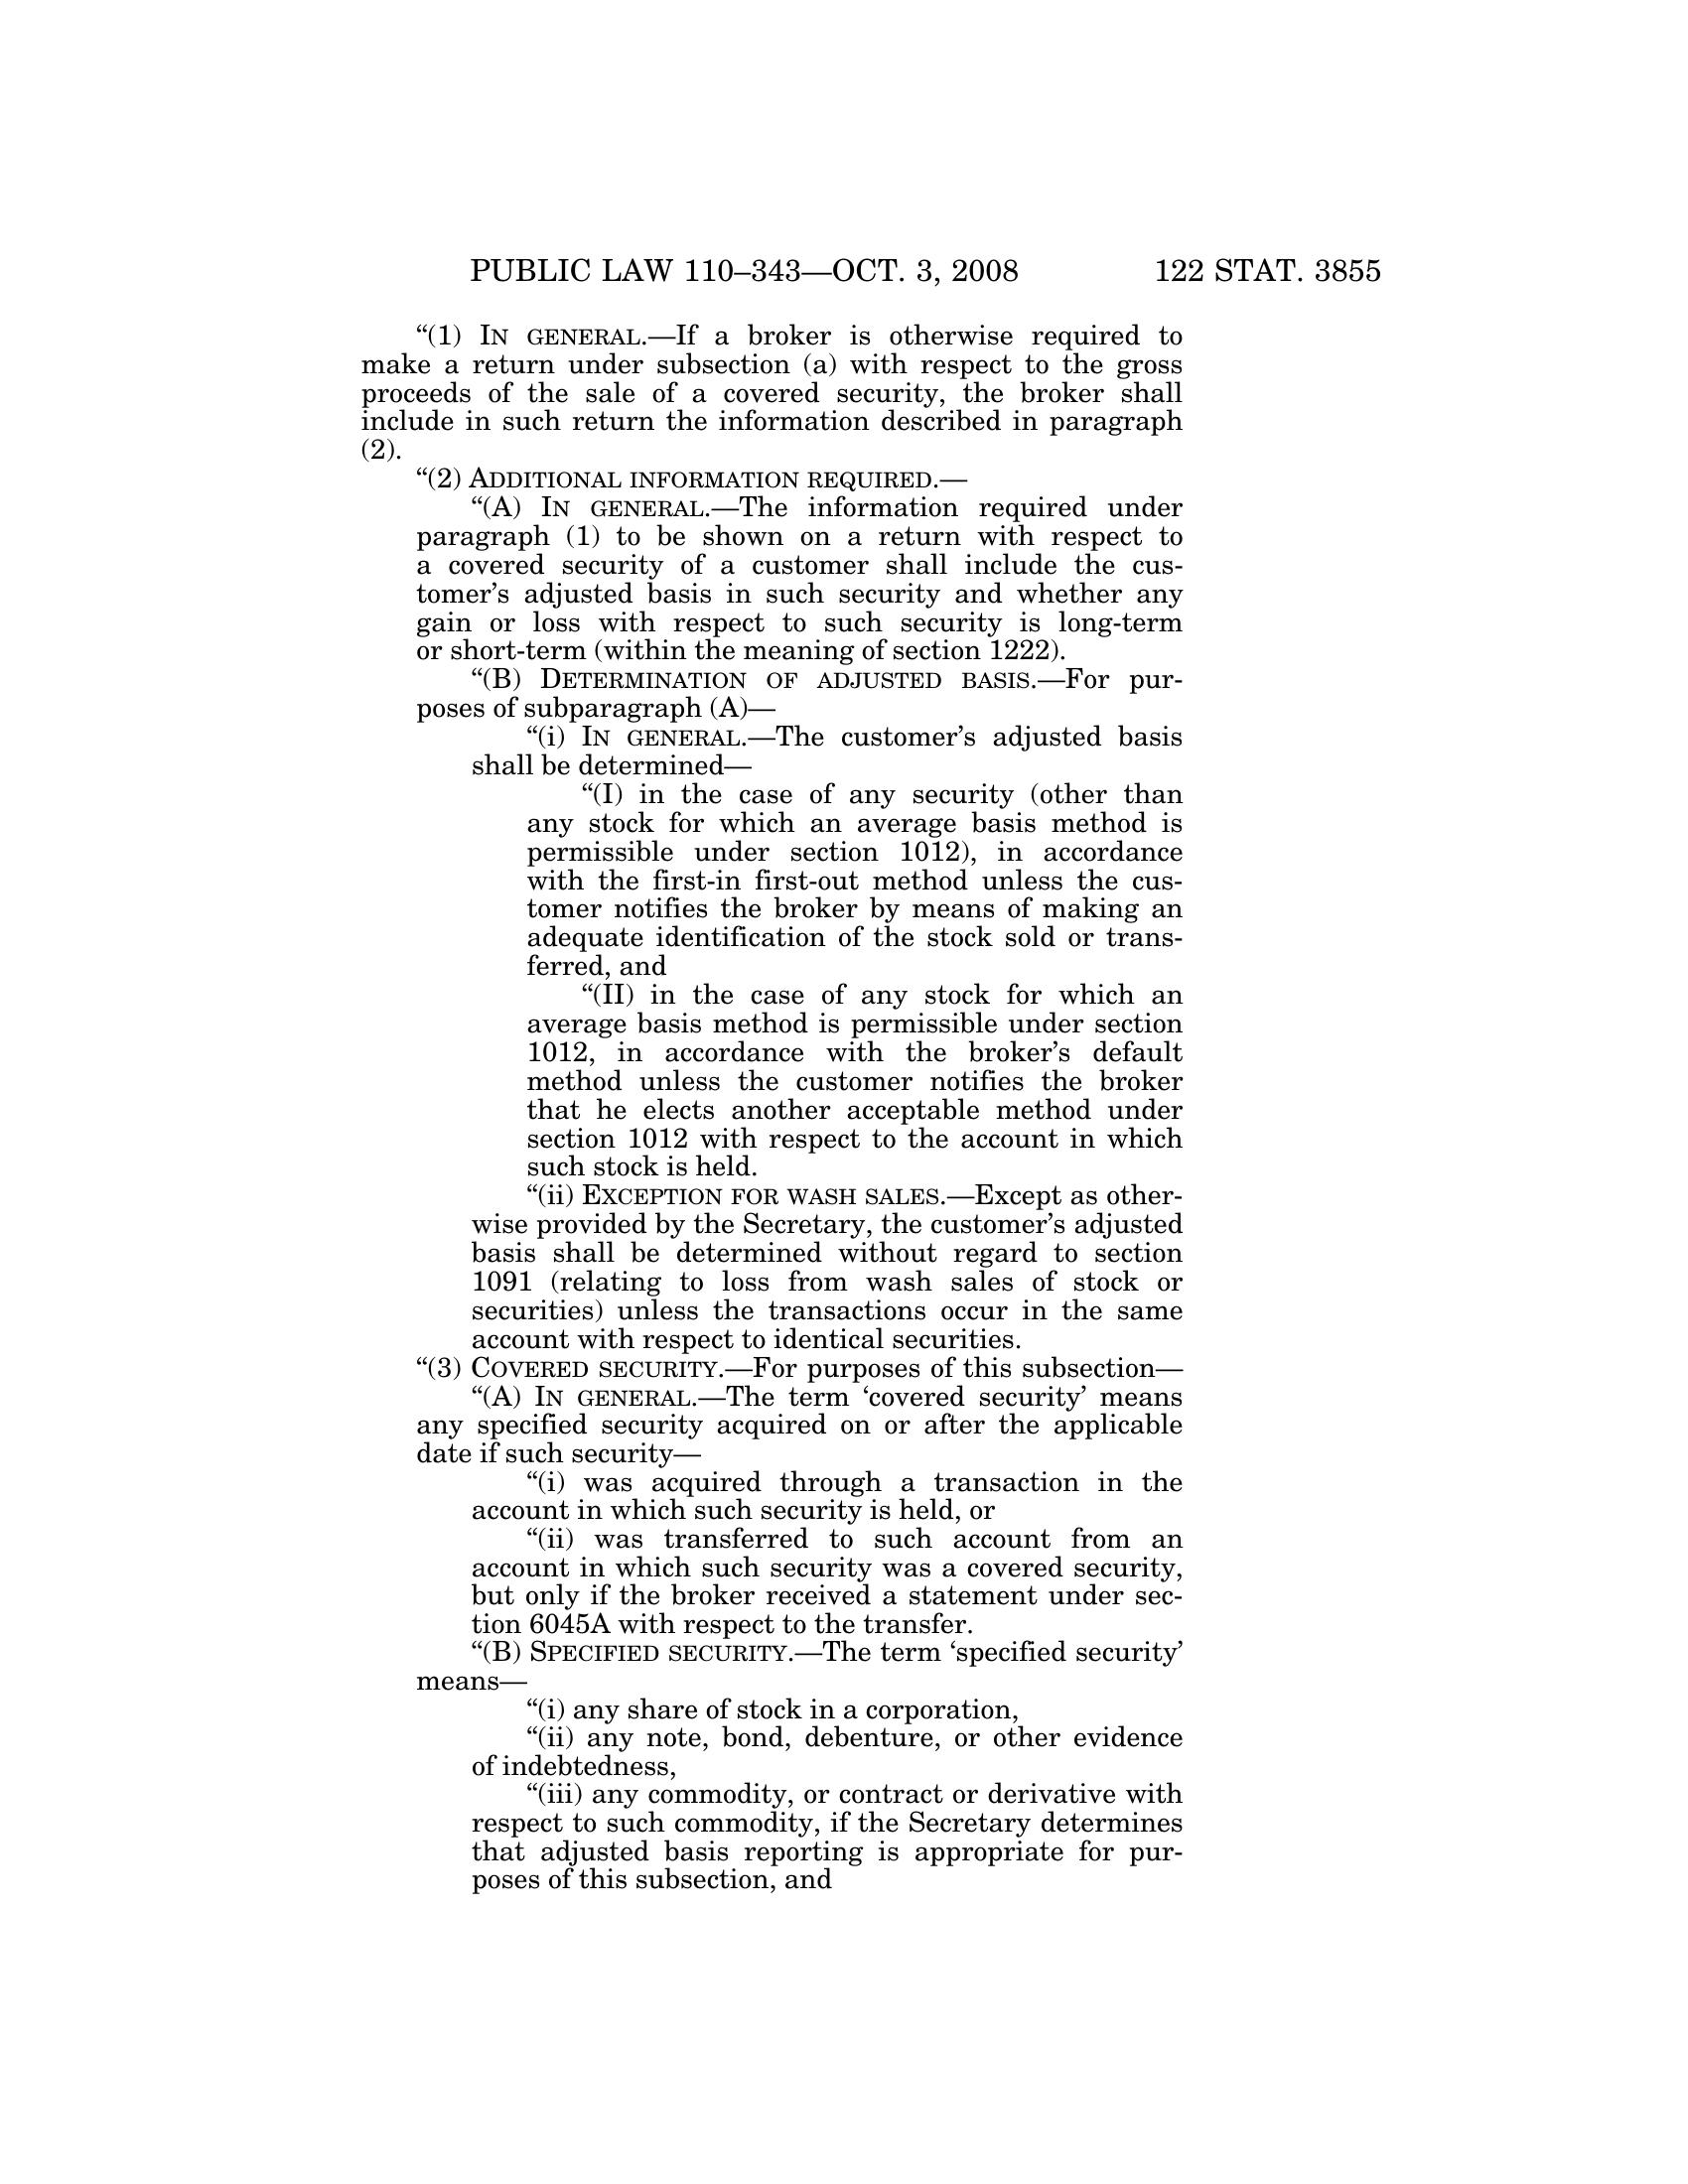 PUBLIC LAW 110–343—OCT. 3, 2008 122 STAT. 3855
“(1) IN GENERAL.—If a broker is otherwise required to
make a return under subsection (a) with respect to the gross
proceeds of the sale of a covered security, the broker shall
include in such return the information described in paragraph
(2).
“(2) ADDITIONAL INFORMATION REQUIRED.—
“(A) IN GENERAL.—The information required under
paragraph (1) to be shown on a return with respect to
a covered security of a customer shall include the cus-
tomer’s adjusted basis in such security and whether any
gain or loss with respect to such security is long-term
or short-term (within the meaning of section 1222).
“(B) DETERMINATION OF ADJUSTED BASIS.—For pur-
poses of subparagraph (A)—
“(i) IN GENERAL.—The customer’s adjusted basis
shall be determined—
“(I) in the case of any security (other than
any stock for which an average basis method is
permissible under section 1012), in accordance
with the first-in first-out method unless the cus-
tomer notifies the broker by means of making an
adequate identification of the stock sold or trans-
ferred, and
“(II) in the case of any stock for which an
average basis method is permissible under section
1012, in accordance with the broker’s default
method unless the customer notifies the broker
that he elects another acceptable method under
section 1012 with respect to the account in which
such stock is held.
“(ii) EXCEPTION FOR WASH SALES.—Except as other-
wise provided by the Secretary, the customer’s adjusted
basis shall be determined without regard to section
1091 (relating to loss from wash sales of stock or
securities) unless the transactions occur in the same
account with respect to identical securities.
“(3) COVERED SECURITY.—For purposes of this subsection—
“(A) IN GENERAL.—The term ‘covered security’ means
any specified security acquired on or after the applicable
date if such security—
“(i) was acquired through a transaction in the
account in which such security is held, or
“(ii) was transferred to such account from an
account in which such security was a covered security,
but only if the broker received a statement under sec-
tion 6045A with respect to the transfer.
“(B) SPECIFIED SECURITY.—The term ‘specified security’
means—
“(i) any share of stock in a corporation,
“(ii) any note, bond, debenture, or other evidence
of indebtedness,
“(iii) any commodity, or contract or derivative with
respect to such commodity, if the Secretary determines
that adjusted basis reporting is appropriate for pur-
poses of this subsection, and